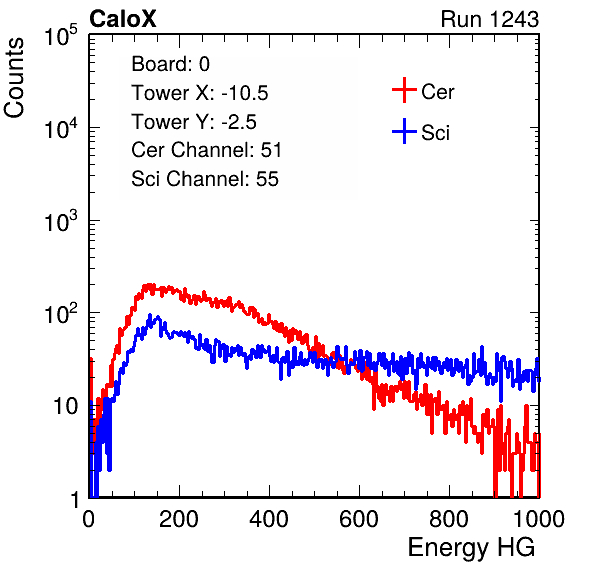 CaloX Run 1243
Counts
10^5
10^4
10^3
10^2
10
1
Board: 0
Tower X: -10.5
Tower Y: -2.5
Cer Channel: 51
Sci Channel: 55
Cer
Sci
0 200 400 600 800 1000
Energy HG